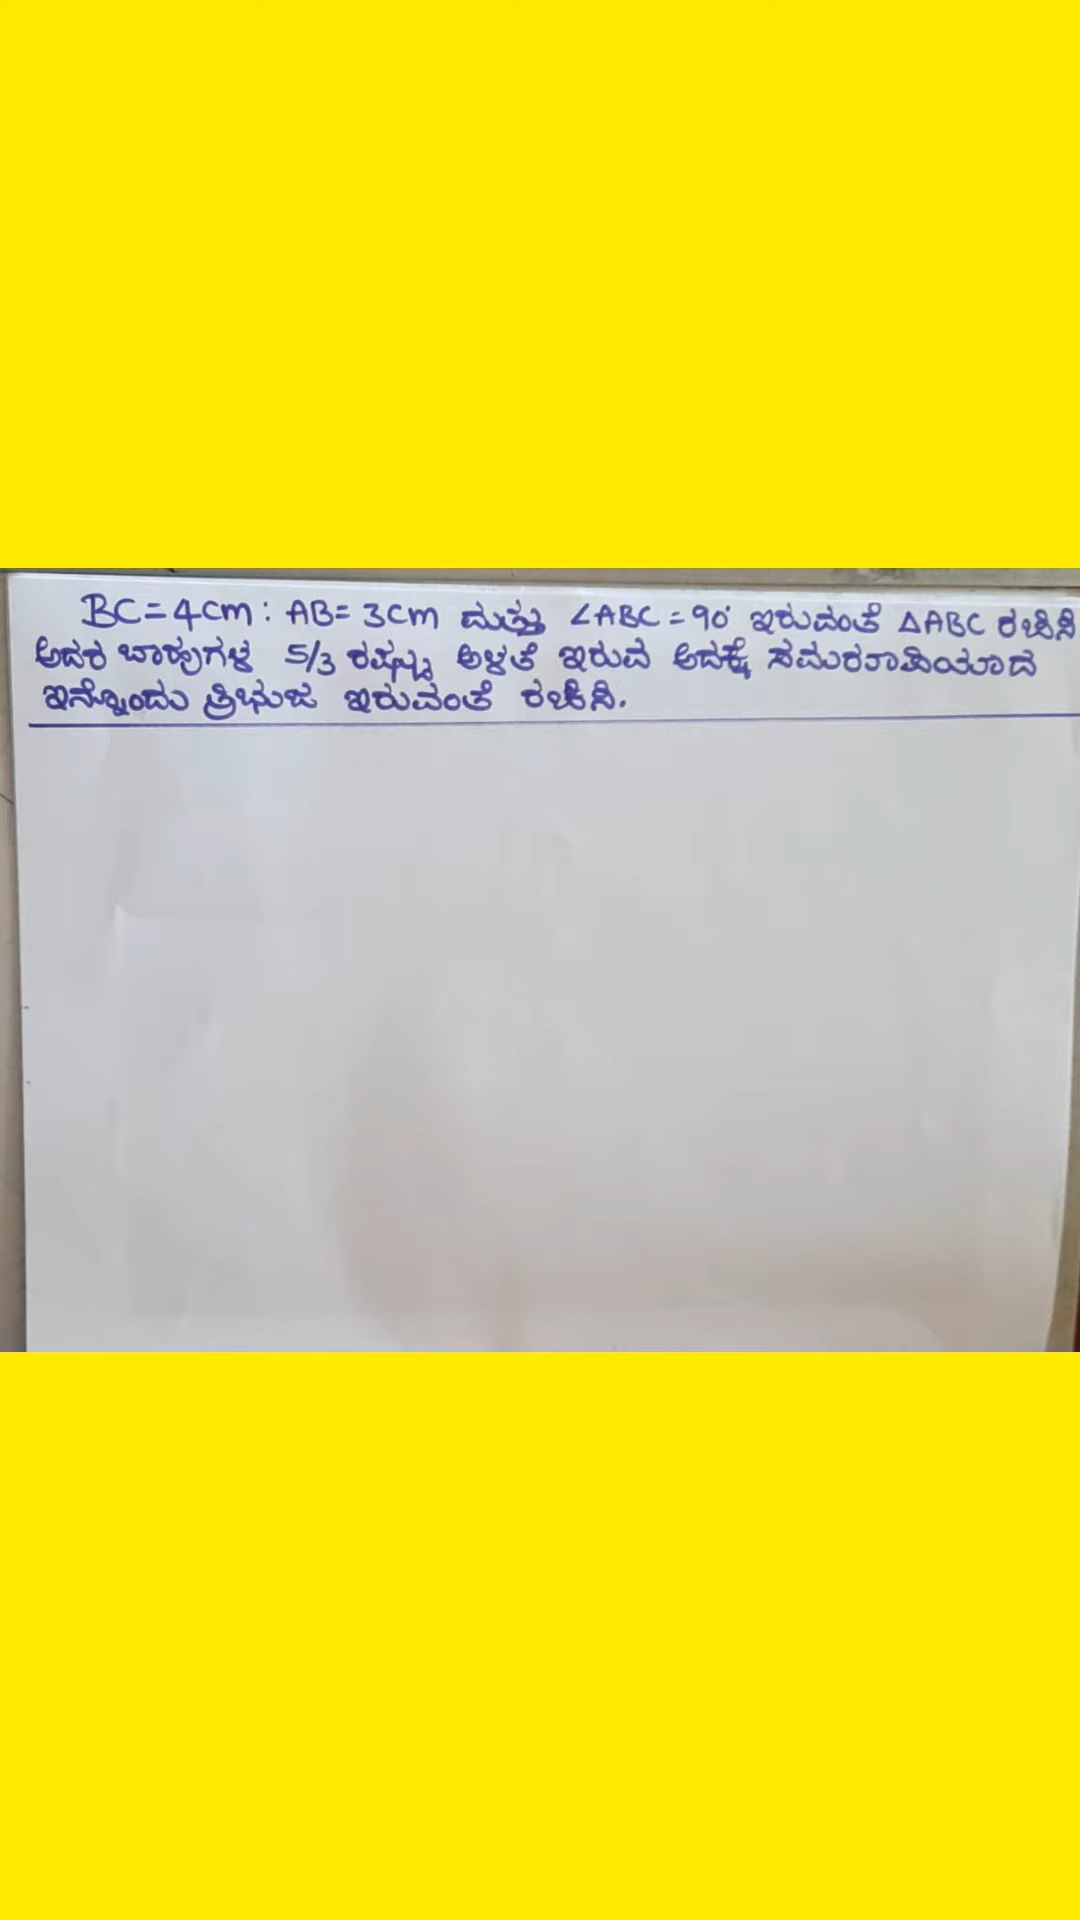 BC=4cm: AB= 3cm ಮತ್ತು ∠ABC=90° ಇರುವಂತೆ ΔABC ರಚಿಸಿ
ಅದರ ಬಾಹುಗಳ 5/3 ರಷ್ಟು ಅಳತೆ ಇರುವ ಅದಕ್ಕೆ ಸಮರೂಪಿಯಾದ
ಇನ್ನೊಂದು ತ್ರಿಭುಜ ಇರುವಂತೆ ರಚಿಸಿ.